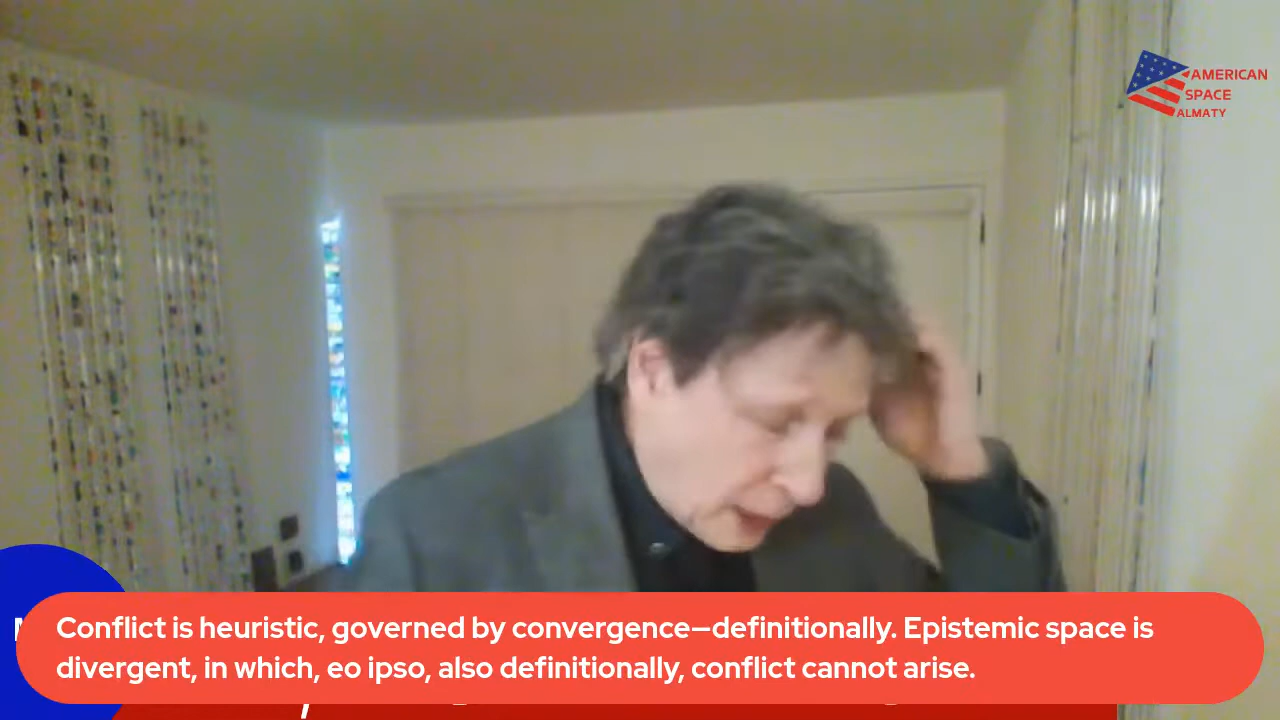 AMERICAN
SPACE
ALMATY
Conflict is heuristic, governed by convergence—definitionally. Epistemic space is
divergent, in which, eo ipso, also definitionally, conflict cannot arise.